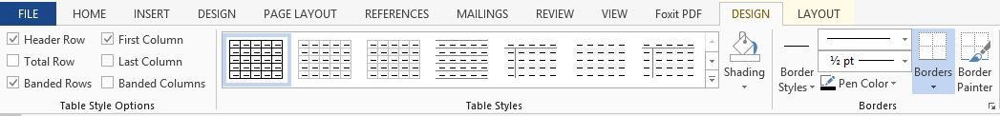 FILE HOME INSERT DESIGN PAGE LAYOUT REFERENCES MAILINGS REVIEW VIEW Foxit PDF DESIGN LAYOUT
Header Row First Column
Total Row Last Column
Banded Rows Banded Columns
Table Style Options
Table Styles
Shading
Border
Styles
½ pt
Pen Color
Borders
Border
Painter
Borders